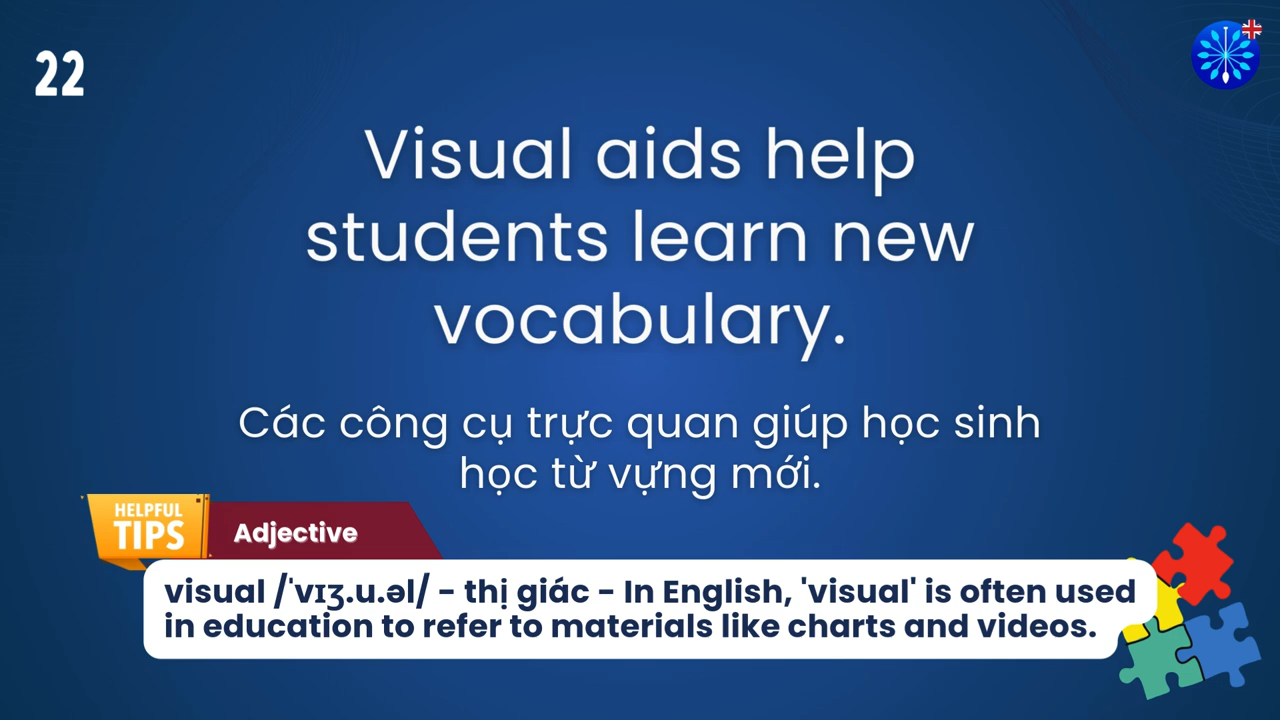 22
Visual aids help
students learn new
vocabulary.
Các công cụ trực quan giúp học sinh
học từ vựng mới.
HELPFUL
TIPS
Adjective
visual /ˈvɪʒ.u.əl/ - thị giác - In English, 'visual' is often used
in education to refer to materials like charts and videos.